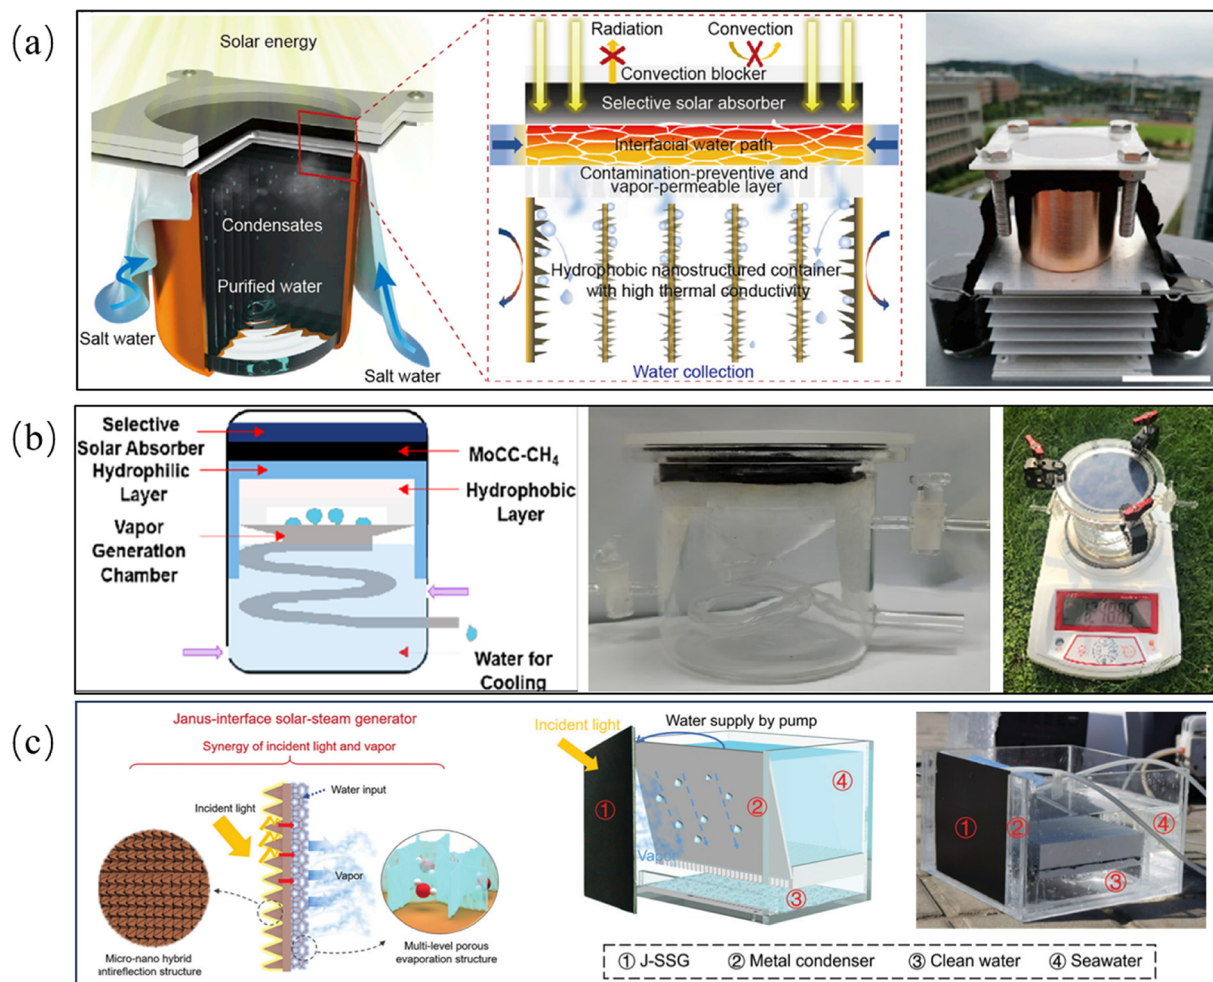 (a)
Solar energy
Condensates
Purified water
Salt water
Salt water
Radiation
Convection
Convection blocker
Selective solar absorber
Interfacial water path
Contamination-preventive and
vapor-permeable layer
Hydrophobic nanostructured container
with high thermal conductivity
Water collection
(b)
Selective
Solar Absorber
Hydrophilic
Layer
Vapor
Generation
Chamber
MoCC-CH4
Hydrophobic
Layer
Water for
Cooling
(c)
Janus-interface solar-steam generator
Synergy of incident light and vapor
Incident light
Water input
Vapor
Micro-nano hybrid
antireflection structure
Multi-level porous
evaporation structure
Incident light
Water supply by pump
Vapor
①
②
③
④
①
②
③
④
① J-SSG ② Metal condenser ③ Clean water ④ Seawater